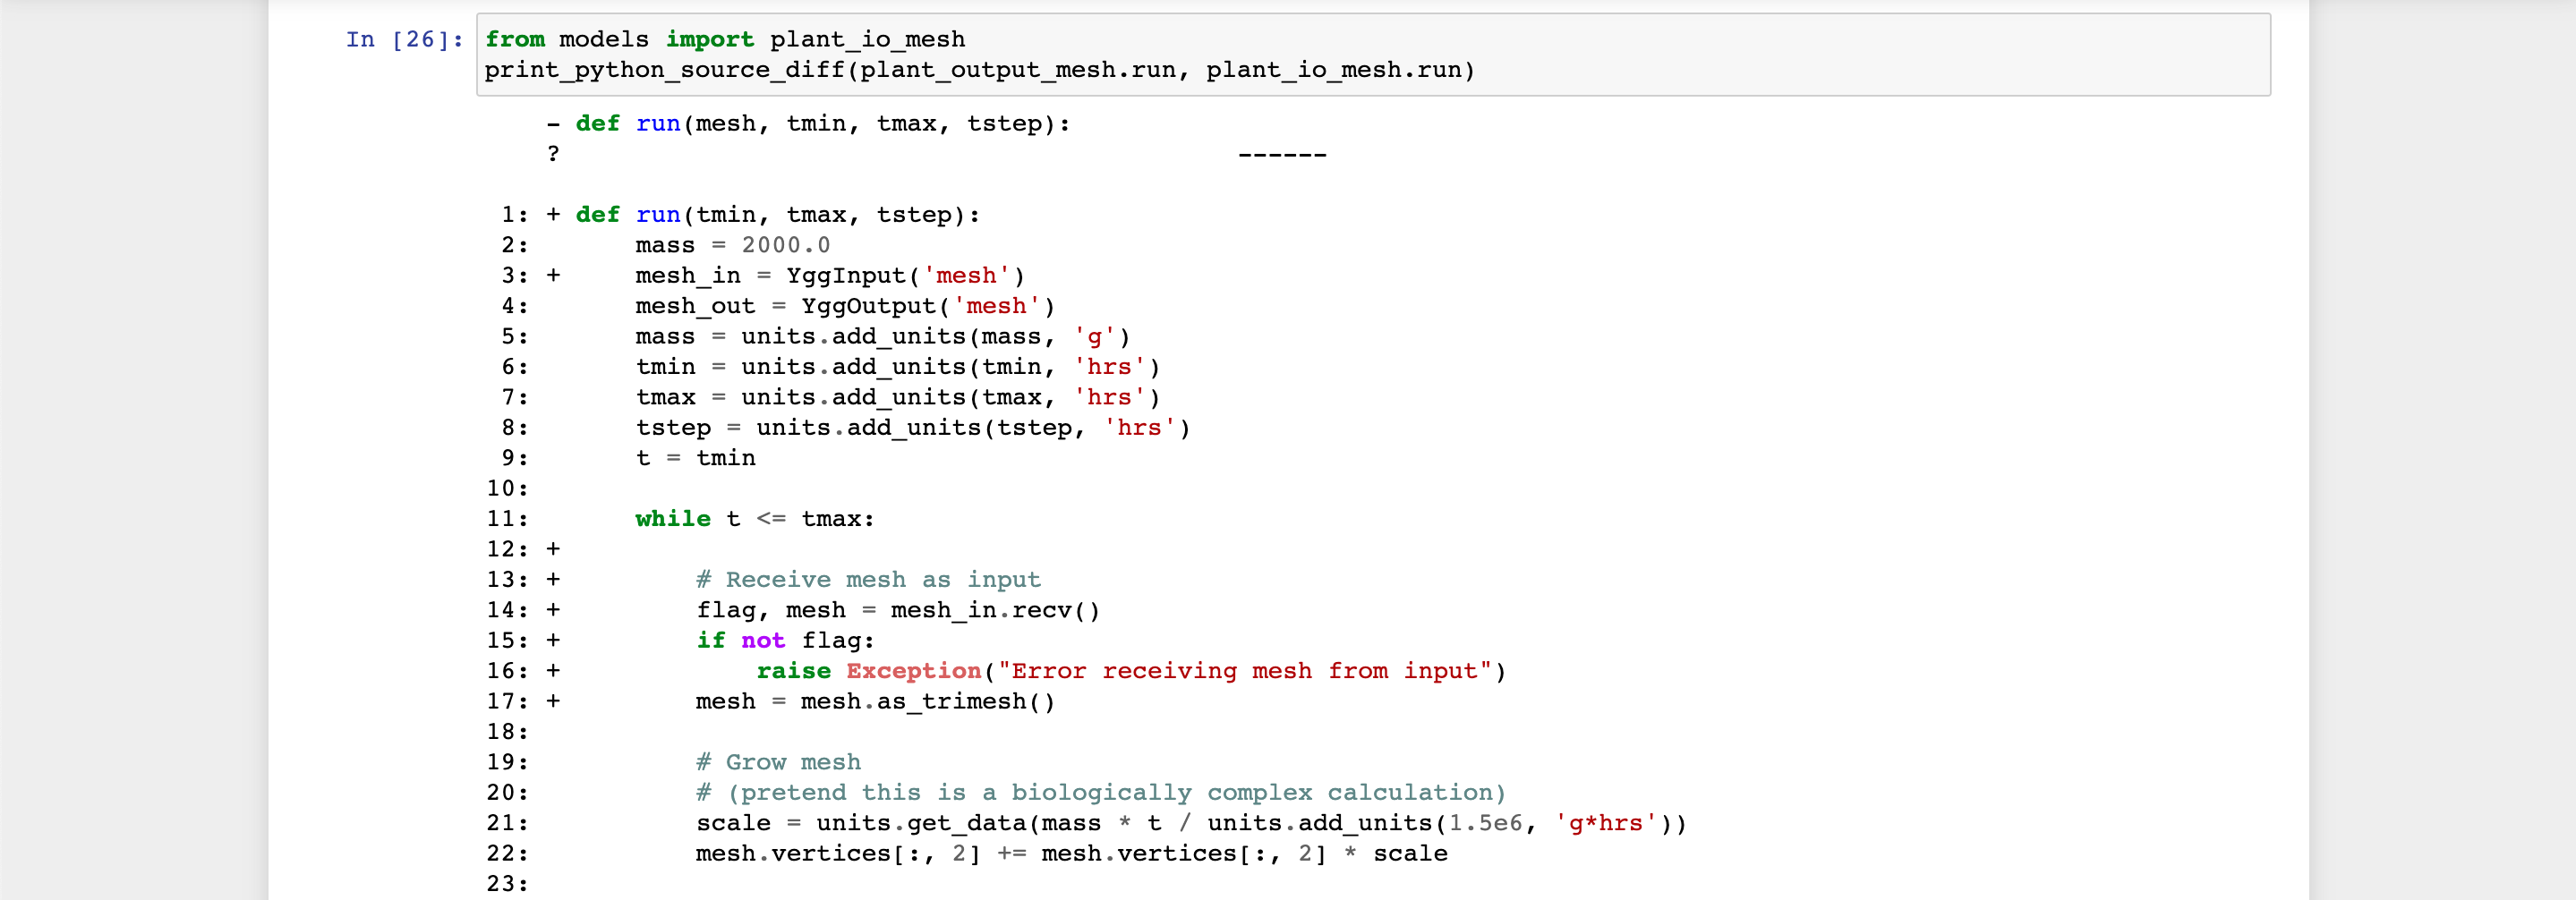 In [26]: from models import plant_io_mesh
print_python_source_diff(plant_output_mesh.run, plant_io_mesh.run)
- def run(mesh, tmin, tmax, tstep):
? ------
1: + def run(tmin, tmax, tstep):
2: mass = 2000.0
3: + mesh_in = YggInput('mesh')
4: mesh_out = YggOutput('mesh')
5: mass = units.add_units(mass, 'g')
6: tmin = units.add_units(tmin, 'hrs')
7: tmax = units.add_units(tmax, 'hrs')
8: tstep = units.add_units(tstep, 'hrs')
9: t = tmin
10:
11: while t <= tmax:
12: +
13: + # Receive mesh as input
14: + flag, mesh = mesh_in.recv()
15: + if not flag:
16: + raise Exception("Error receiving mesh from input")
17: + mesh = mesh.as_trimesh()
18:
19: # Grow mesh
20: # (pretend this is a biologically complex calculation)
21: scale = units.get_data(mass * t / units.add_units(1.5e6, 'g*hrs'))
22: mesh.vertices[:, 2] += mesh.vertices[:, 2] * scale
23: